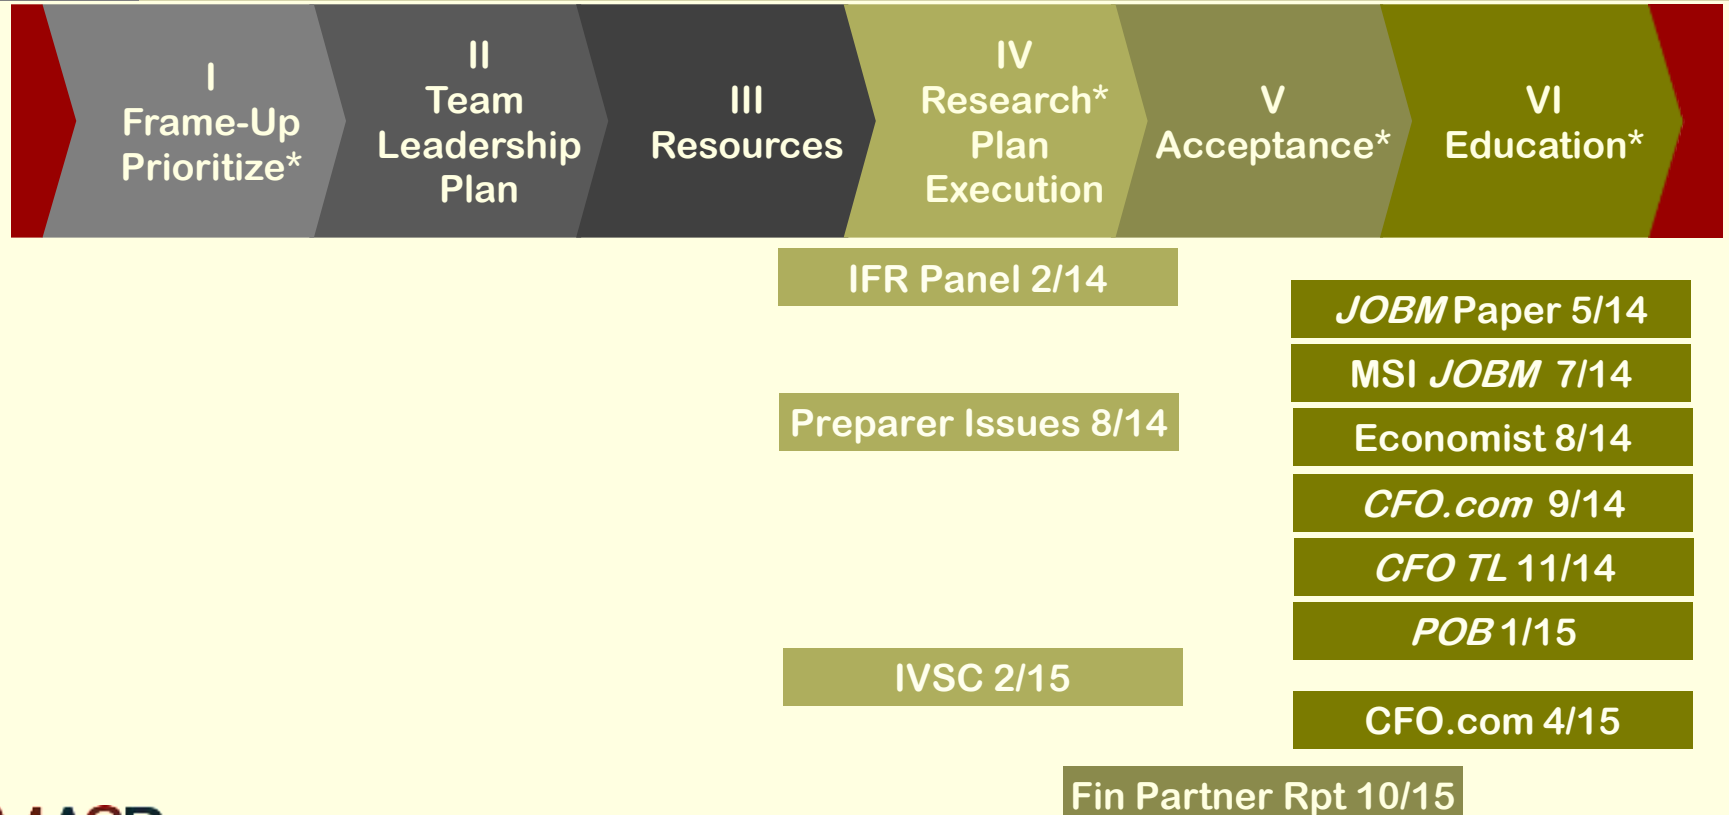 I
Frame-Up
Prioritize*
II
Team
Leadership
Plan
III
Resources
IV
Research*
Plan
Execution
V
Acceptance*
VI
Education*
IFR Panel 2/14
JOBM Paper 5/14
MSI JOBM 7/14
Preparer Issues 8/14
Economist 8/14
CFO.com 9/14
CFO TL 11/14
POB 1/15
IVSC 2/15
CFO.com 4/15
Fin Partner Rpt 10/15